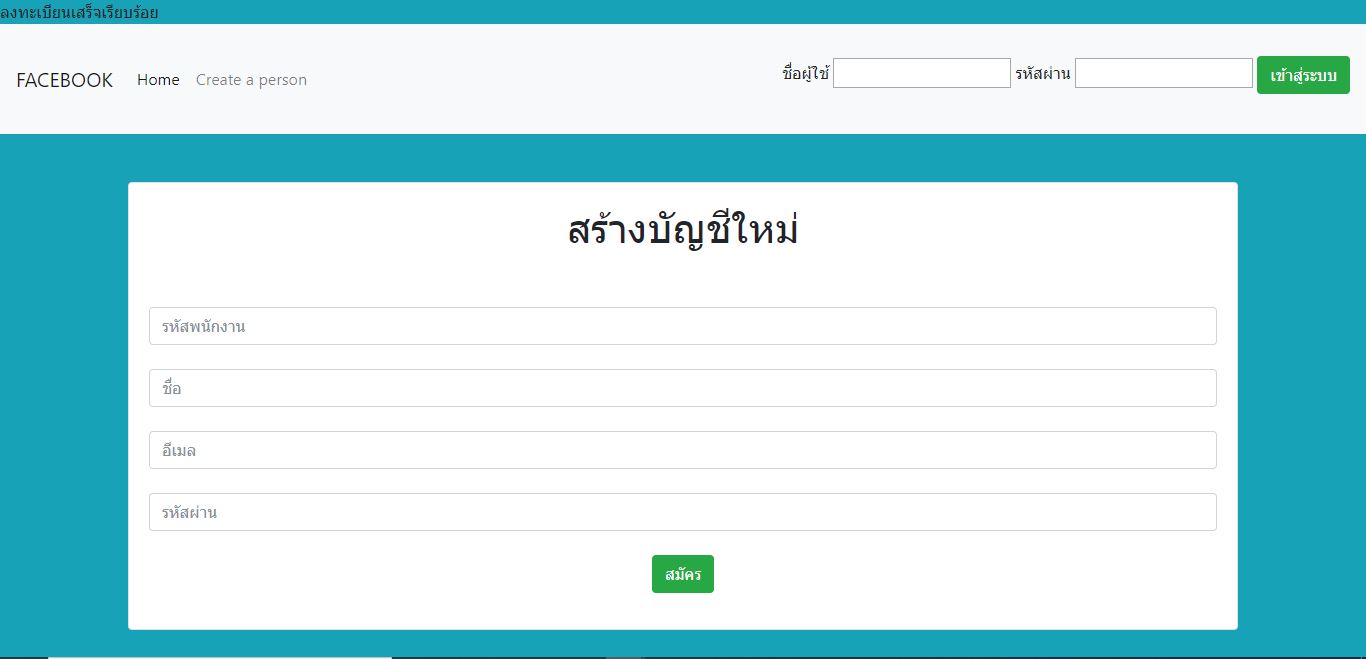 ลงทะเบียนเสร็จเรียบร้อย
FACEBOOK Home Create a person ชื่อผู้ใช้ รหัสผ่าน เข้าสู่ระบบ
สร้างบัญชีใหม่
รหัสพนักงาน
ชื่อ
อีเมล
รหัสผ่าน
สมัคร